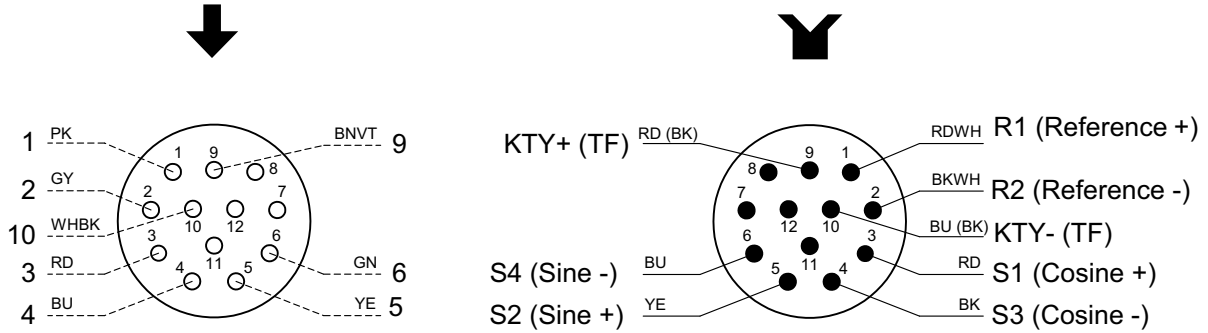 1 PK
BNVT 9
1 9 8
2 GY
2 7
10 WHBK
10 12
3 RD
3 6
11
GN 6
4 BU
4 5
YE 5
KTY+ (TF) RD (BK)
RDWH R1 (Reference +)
8 9 1
BKWH R2 (Reference -)
7 2
12 10
BU (BK) KTY- (TF)
6 3
11
S4 (Sine -) BU
RD S1 (Cosine +)
5 4
S2 (Sine +) YE
BK S3 (Cosine -)